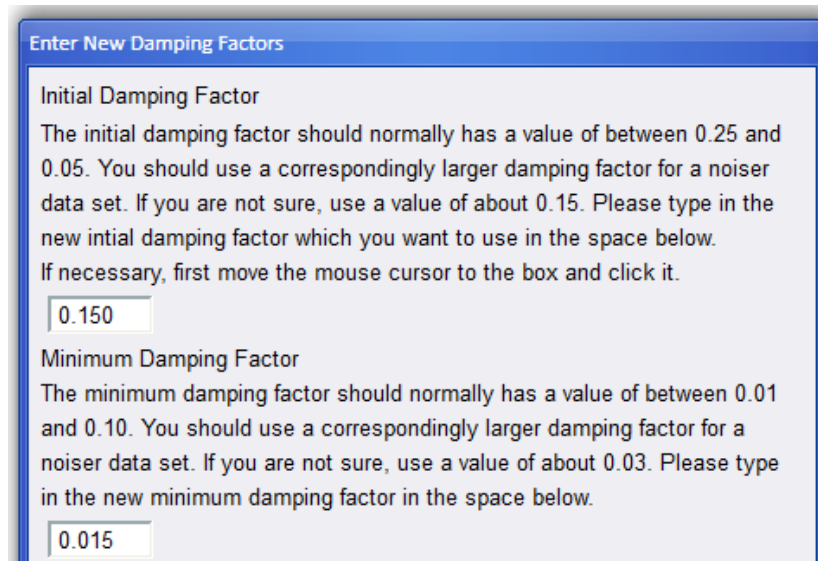 Enter New Damping Factors
Initial Damping Factor
The initial damping factor should normally has a value of between 0.25 and
0.05. You should use a correspondingly larger damping factor for a noiser
data set. If you are not sure, use a value of about 0.15. Please type in the
new intial damping factor which you want to use in the space below.
If necessary, first move the mouse cursor to the box and click it.
0.150
Minimum Damping Factor
The minimum damping factor should normally has a value of between 0.01
and 0.10. You should use a correspondingly larger damping factor for a
noiser data set. If you are not sure, use a value of about 0.03. Please type
in the new minimum damping factor in the space below.
0.015